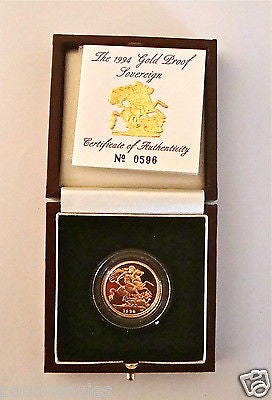 The 1994 Gold Proof
Sovereign
Certificate of Authenticity
Nº 0596